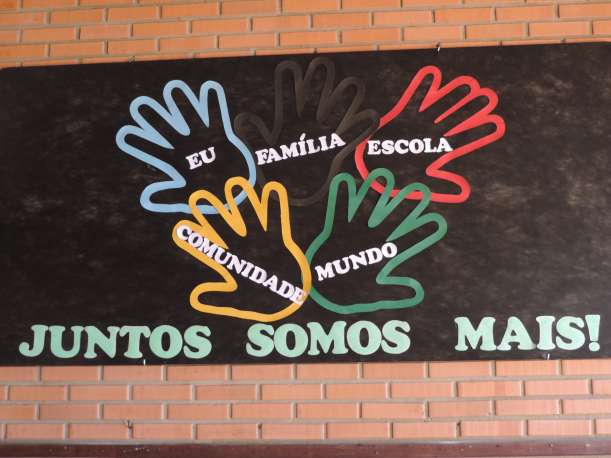 EU FAMÍLIA ESCOLA
COMUNIDADE MUNDO
JUNTOS SOMOS MAIS!